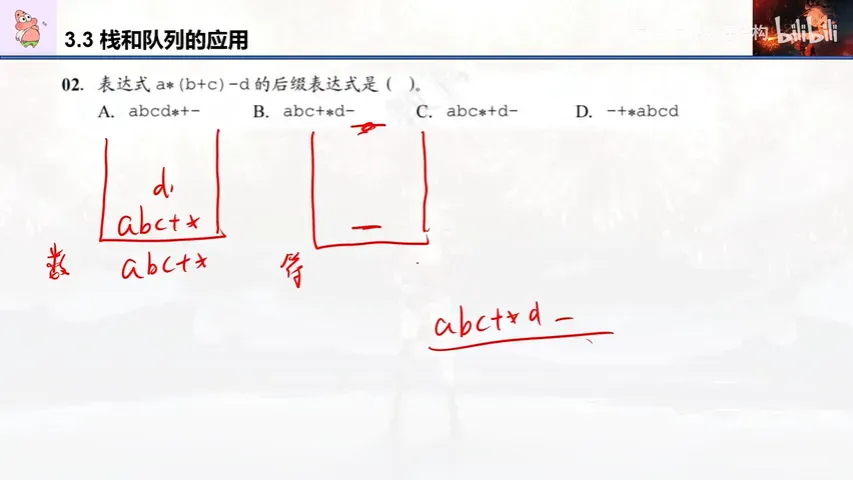 3.3 栈和队列的应用
构 bilibili
02. 表达式 a*(b+c)-d 的后缀表达式是 ( )。
A. abcd*+- B. abc+*d- C. abc*+d- D. -+*abcd
d
abc+*
数 abc+* 符
-
abc+*d-